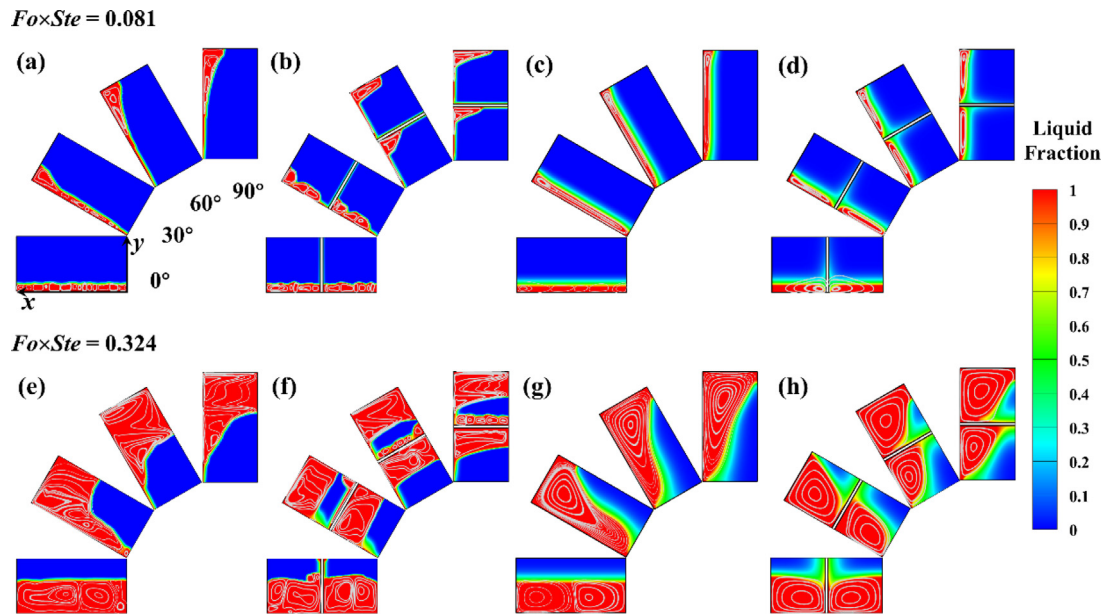 Fo×Ste = 0.081
(a)
(b)
(c)
(d)
Liquid
Fraction
60° 90°
30°
y
0°
x
1
0.9
0.8
0.7
0.6
0.5
0.4
0.3
0.2
0.1
0
Fo×Ste = 0.324
(e)
(f)
(g)
(h)